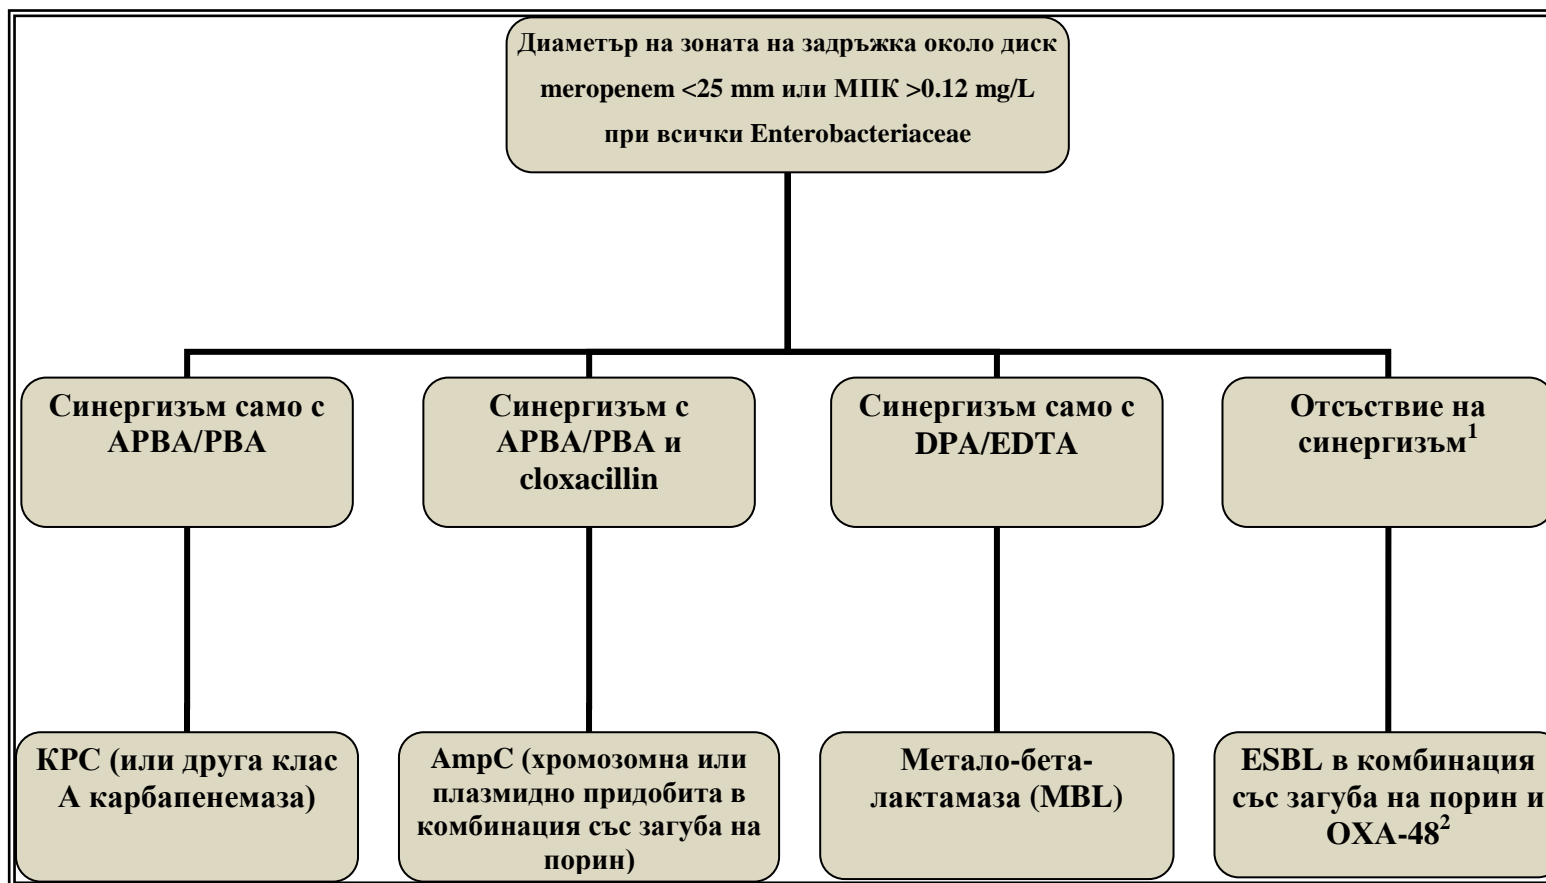 Диаметър на зоната на задръжка около диск
meropenem <25 mm или МПК >0.12 mg/L
при всички Enterobacteriaceae
Синергизъм само с
APBA/PBA
Синергизъм с
APBA/PBA и
cloxacillin
Синергизъм само с
DPA/EDTA
Отсъствие на
синергизъм¹
КРС (или друга клас
А карбапенемаза)
AmpC (хромозомна или
плазмидно придобита в
комбинация със загуба на
порин)
Метало-бета-
лактамаза (MBL)
ESBL в комбинация
със загуба на порин и
OXA-48²